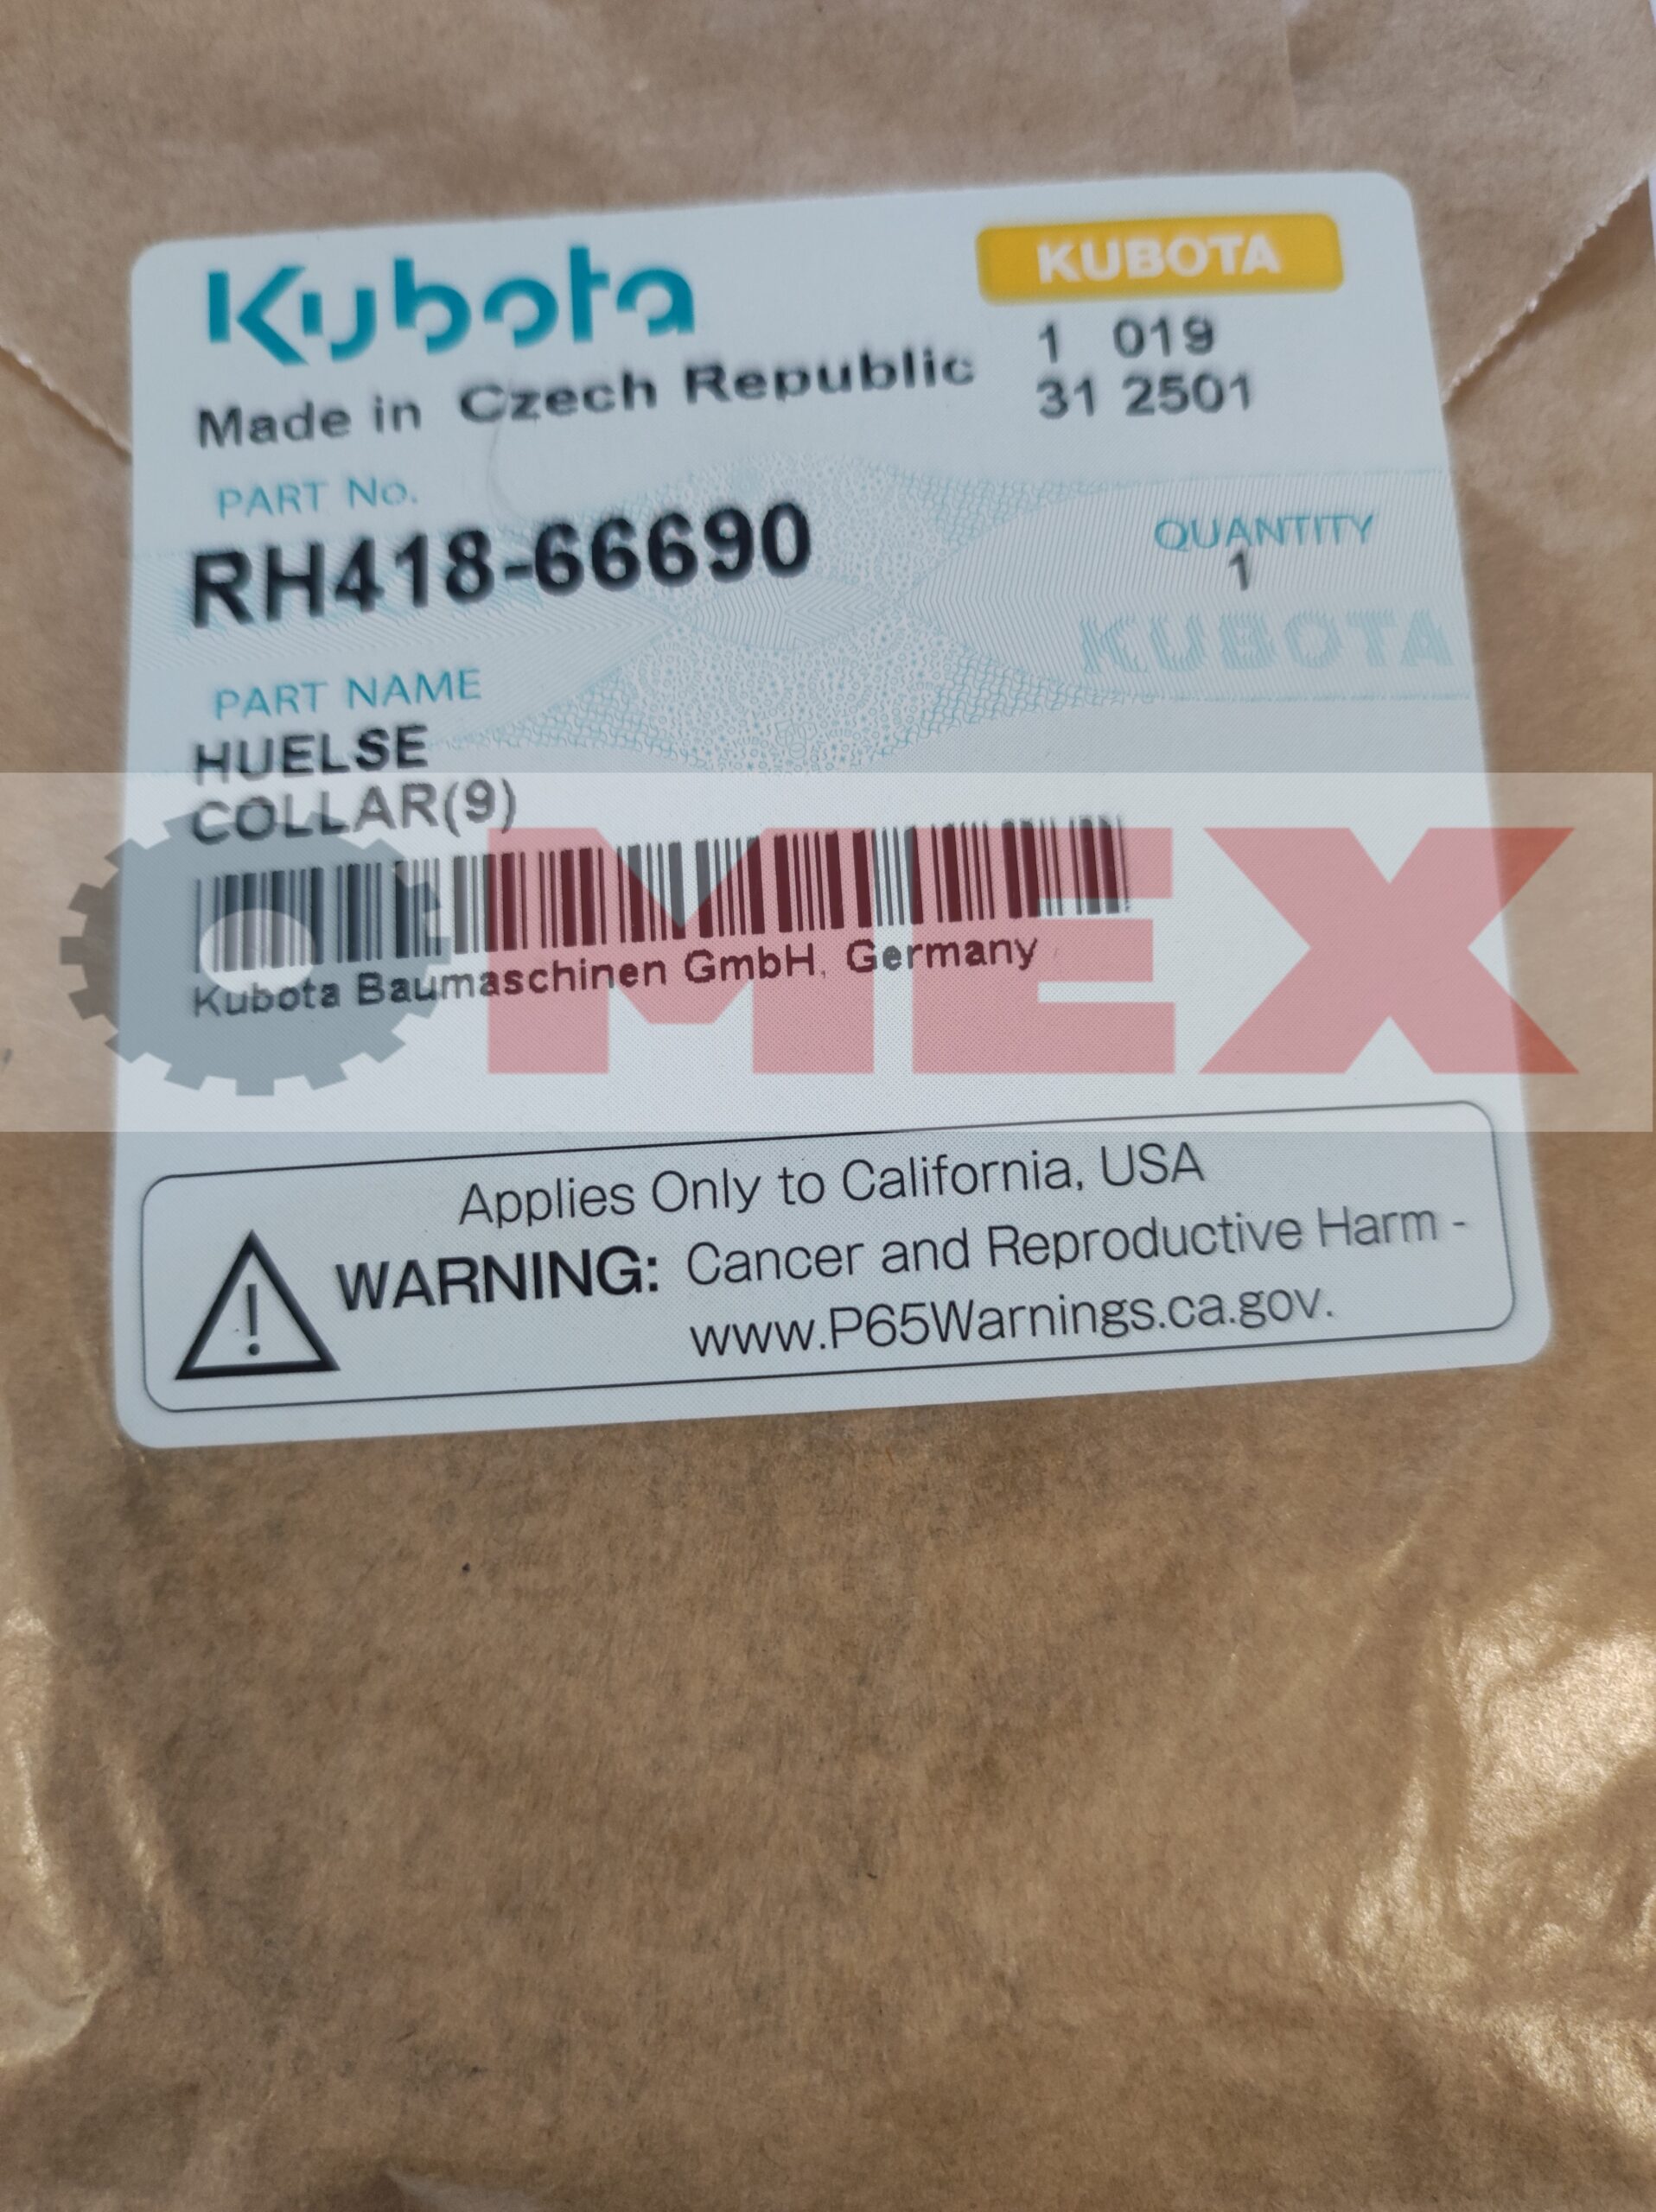 Kubota
KUBOTA
Made in Czech Republic
1 019
31 2501
PART No.
RH418-66690
QUANTITY
1
KUBOTA
PART NAME
HUELSE
COLLAR(9)
OMEX
Kubota Baumaschinen GmbH, Germany
Applies Only to California, USA
WARNING: Cancer and Reproductive Harm -
www.P65Warnings.ca.gov.